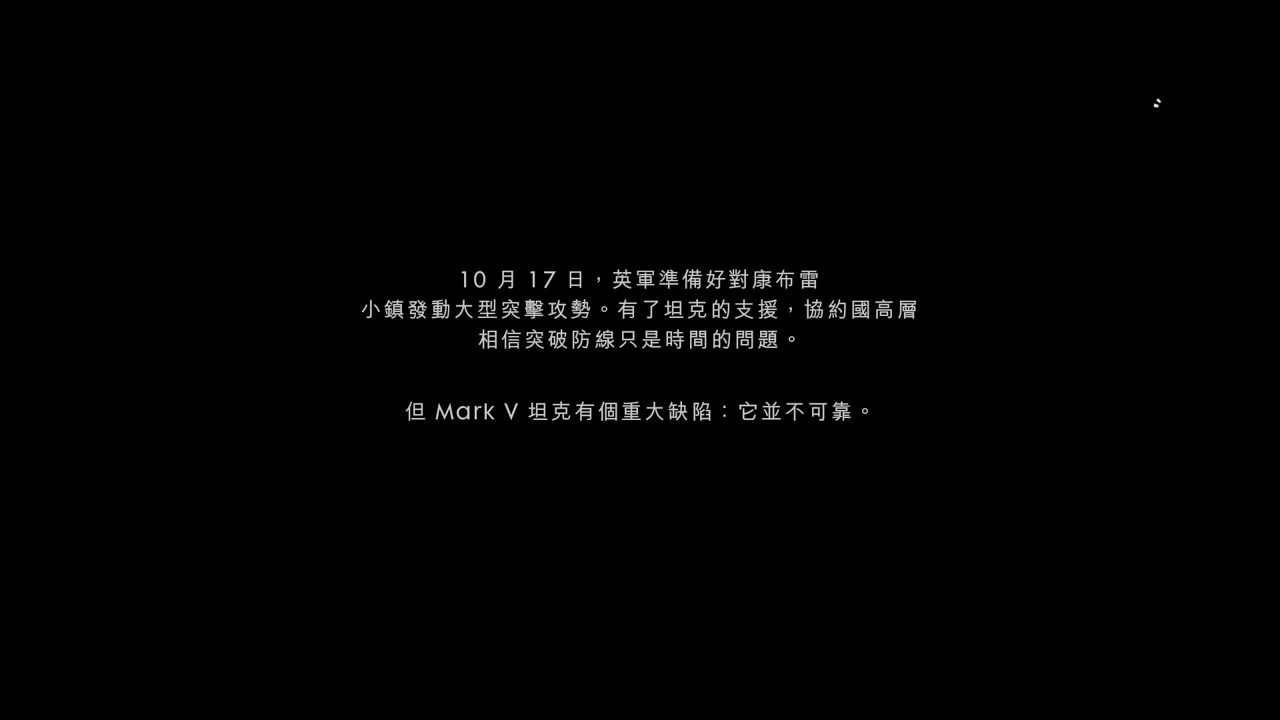 10 月 17 日，英軍準備好對康布雷
小鎮發動大型突擊攻勢。有了坦克的支援，協約國高層
相信突破防線只是時間的問題。
但 Mark V 坦克有個重大缺陷：它並不可靠。